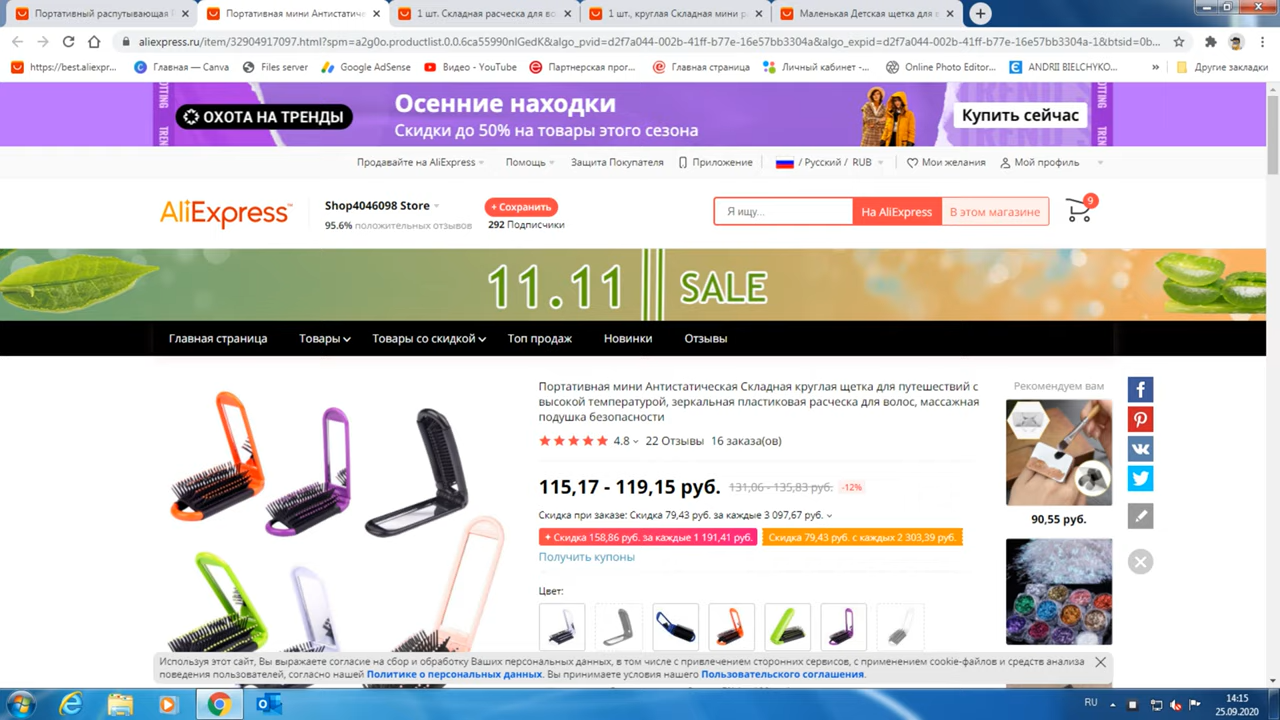 Портативный распутывающая
Портативная мини Антистатиче
1 шт. Складная расческа для во
1 шт., круглая Складная мини р
Маленькая Детская щетка для в
aliexpress.ru/item/32904917097.html?spm=a2g0o.productlist.0.0.6ca55990nIGedK&algo_pvid=d2f7a044-002b-41ff-b77e-16e57bb3304a&algo_expid=d2f7a044-002b-41ff-b77e-16e57bb3304a-1&btsid=0b...
https://best.aliexpr...
Главная — Canva
File servers
Google AdSense
Видео - YouTube
Партнерская прог...
Главная страница
Личный кабинет -...
Online Photo Editor...
ANDRII BIELCHYKO...
»
Другие закладки
ОХОТА НА ТРЕНДЫ
Осенние находки
Скидки до 50% на товары этого сезона
Купить сейчас
Продавайте на AliExpress
Помощь
Защита Покупателя
Приложение
/ Русский / RUB
Мои желания
Мой профиль
AliExpress™
Shop4046098 Store
95.6% положительных отзывов
+ Сохранить
292 Подписчики
Я ищу...
На AliExpress
В этом магазине
9
11.11 SALE
Главная страница
Товары
Товары со скидкой
Топ продаж
Новинки
Отзывы
Портативная мини Антистатическая Складная круглая щетка для путешествий с
высокой температурой, зеркальная пластиковая расческа для волос, массажная
подушка безопасности
4.8 22 Отзывы 16 заказа(ов)
115,17 - 119,15 руб. 131,06 - 135,83 руб. -12%
Скидка при заказе: Скидка 79,43 руб. за каждые 3 097,67 руб.
+ Скидка 158,86 руб. за каждые 1 191,41 руб.
Скидка 79,43 руб. с каждых 2 303,39 руб.
Получить купоны
Цвет:
Рекомендуем вам
90,55 руб.
Используя этот сайт, Вы выражаете согласие на сбор и обработку Ваших персональных данных, в том числе с привлечением сторонних сервисов, с применением cookie-файлов и средств анализа
поведения пользователей, согласно нашей Политике о персональных данных. Вы принимаете условия нашего Пользовательского соглашения.
RU
14:15
25.09.2020